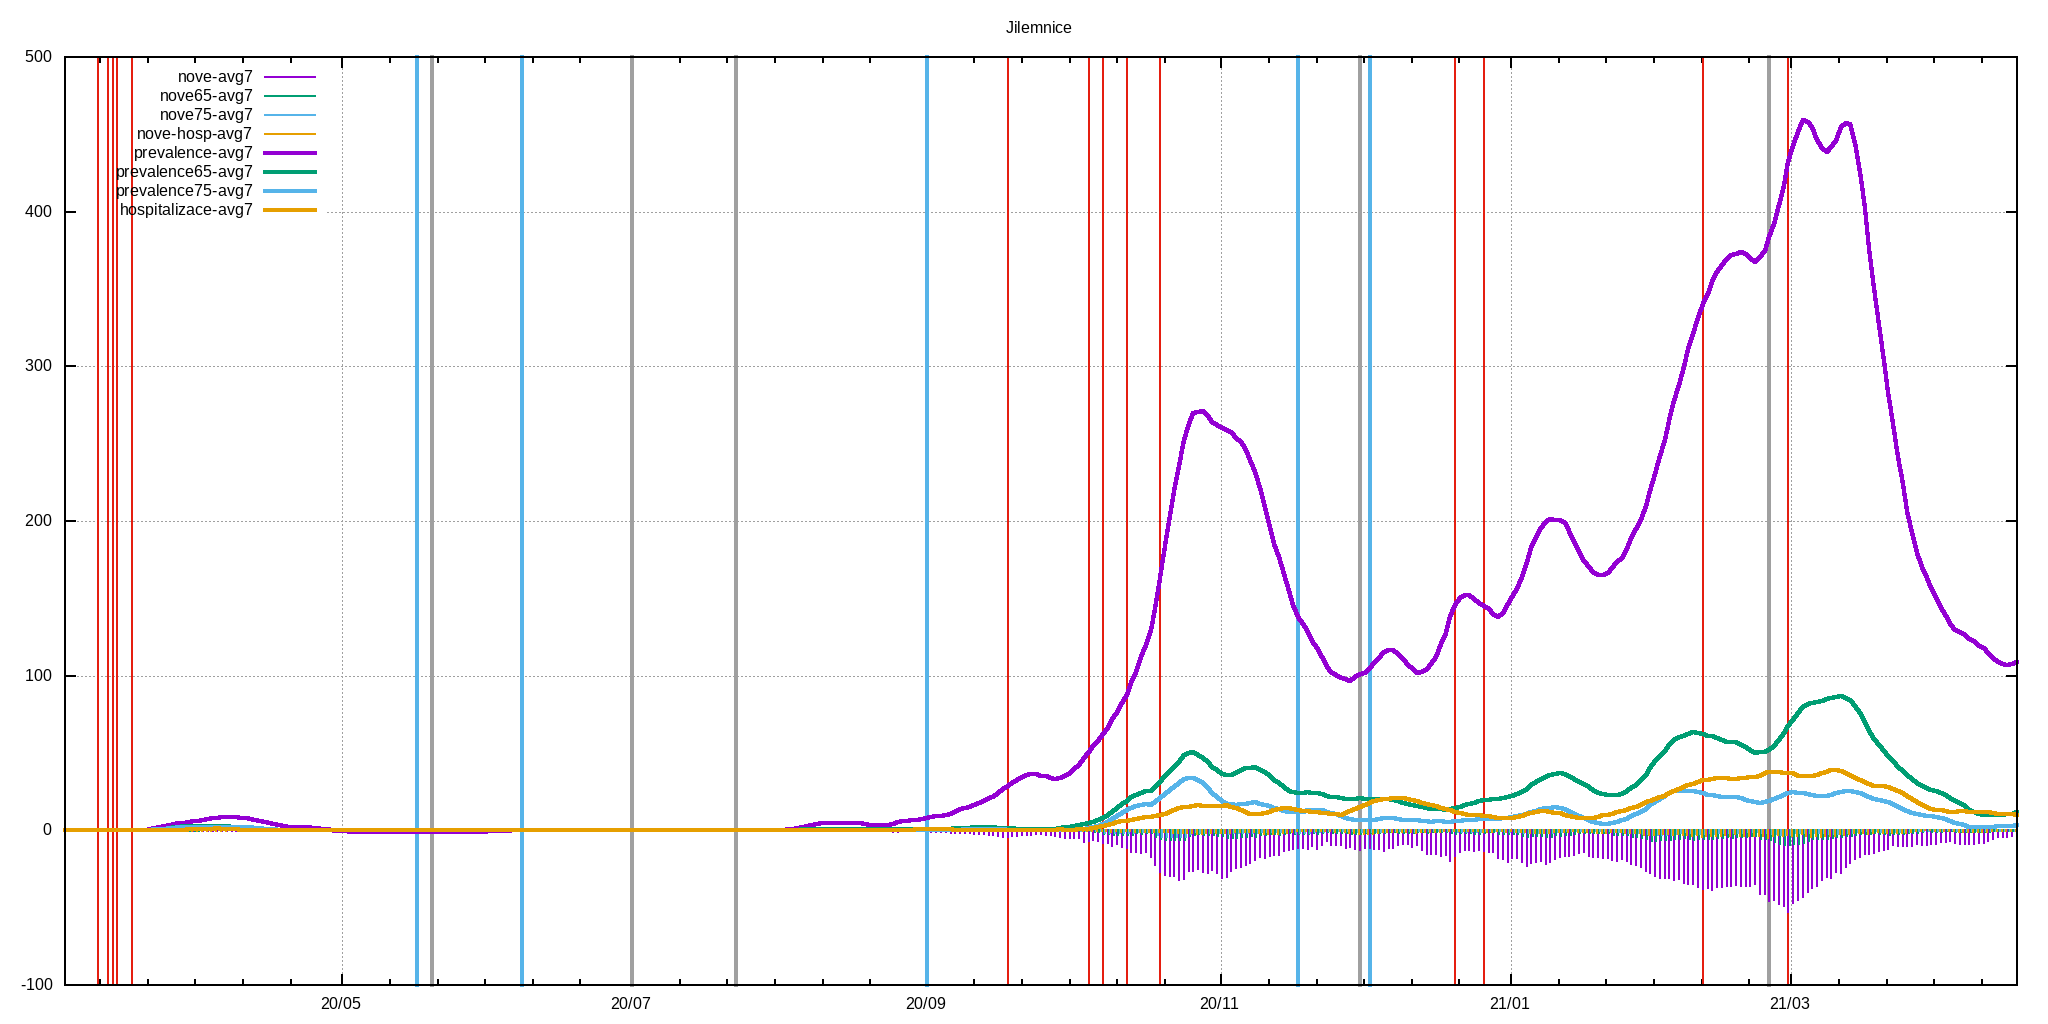 Jilemnice
500
400
300
200
100
0
-100
nove-avg7
nove65-avg7
nove75-avg7
nove-hosp-avg7
prevalence-avg7
prevalence65-avg7
prevalence75-avg7
hospitalizace-avg7
20/05 20/07 20/09 20/11 21/01 21/03